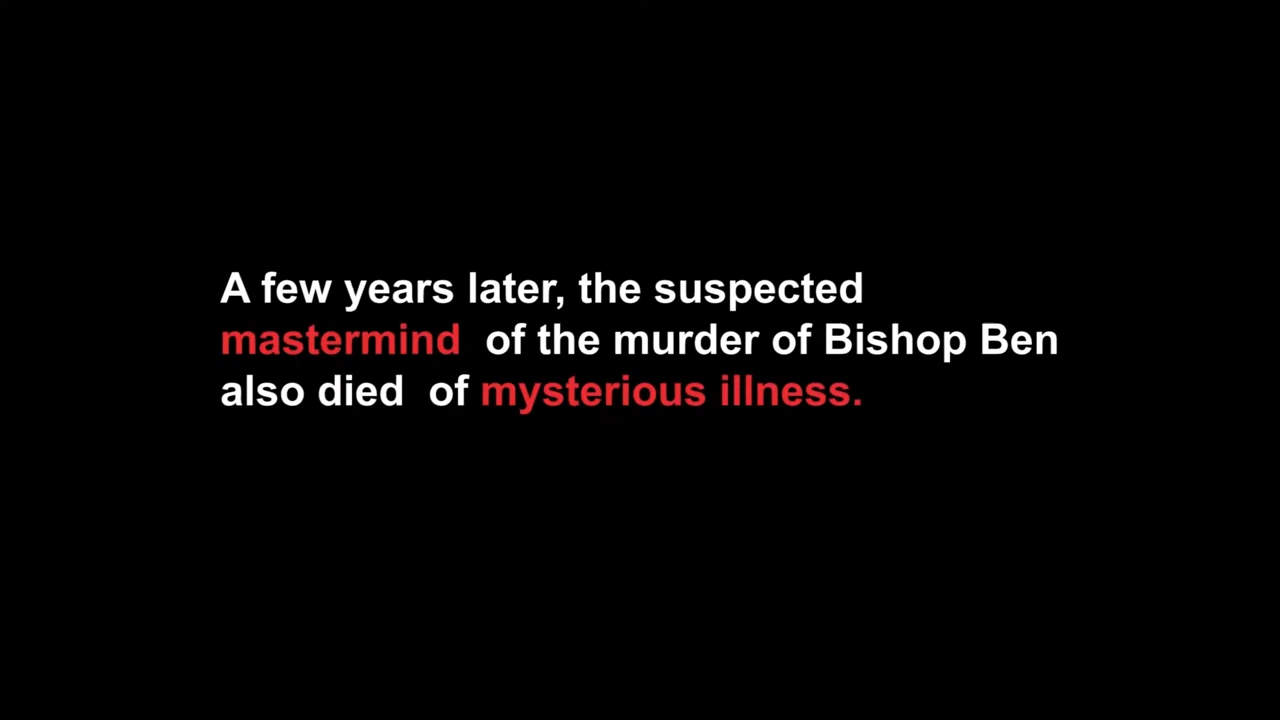 A few years later, the suspected
mastermind of the murder of Bishop Ben
also died of mysterious illness.